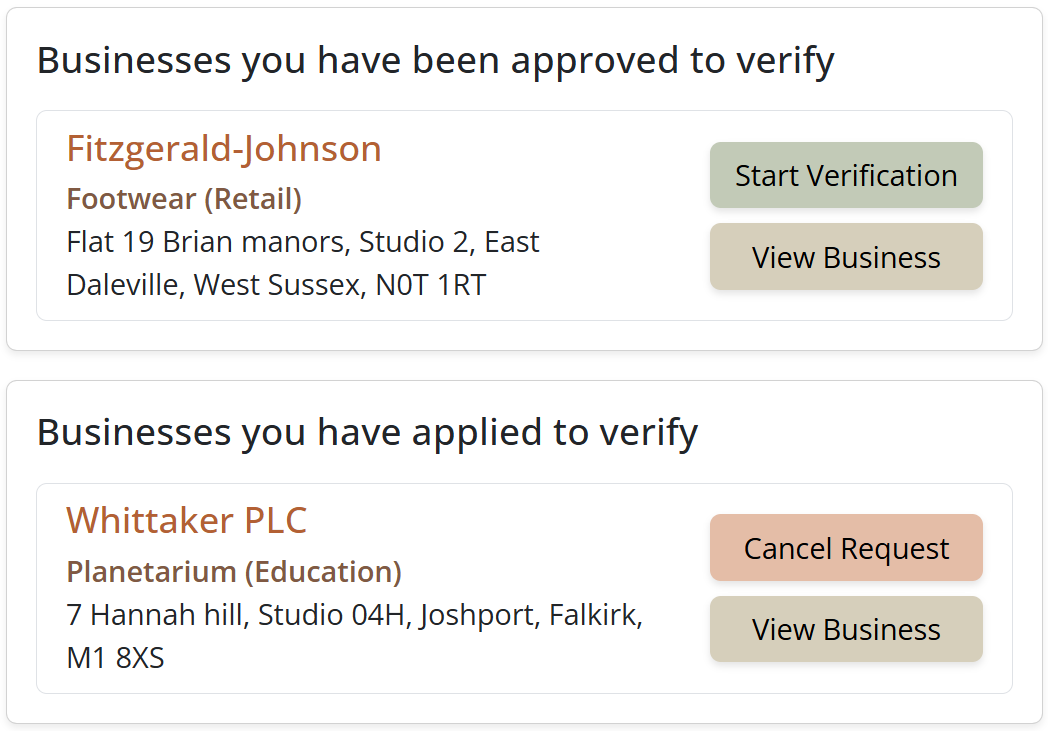 Businesses you have been approved to verify
Fitzgerald-Johnson
Footwear (Retail)
Flat 19 Brian manors, Studio 2, East
Daleville, West Sussex, N0T 1RT
Start Verification
View Business
Businesses you have applied to verify
Whittaker PLC
Planetarium (Education)
7 Hannah hill, Studio 04H, Joshport, Falkirk,
M1 8XS
Cancel Request
View Business